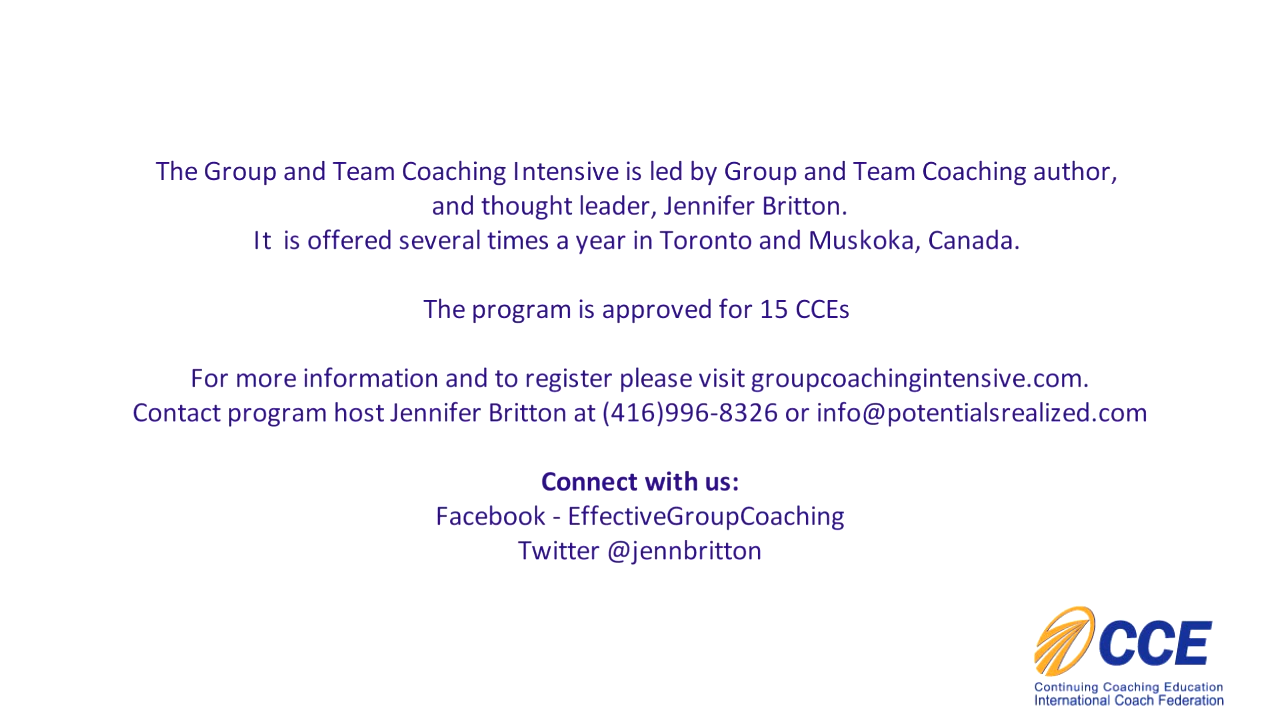 The Group and Team Coaching Intensive is led by Group and Team Coaching author,
and thought leader, Jennifer Britton.
It is offered several times a year in Toronto and Muskoka, Canada.
The program is approved for 15 CCEs
For more information and to register please visit groupcoachingintensive.com.
Contact program host Jennifer Britton at (416)996-8326 or info@potentialsrealized.com
Connect with us:
Facebook - EffectiveGroupCoaching
Twitter @jennbritton
CCE
Continuing Coaching Education
International Coach Federation